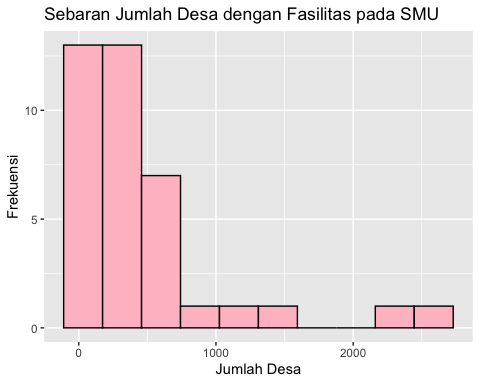 Sebaran Jumlah Desa dengan Fasilitas pada SMU
Frekuensi
10
5
0
0 1000 2000
Jumlah Desa